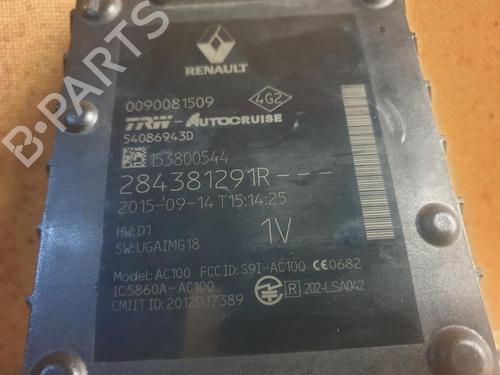 RENAULT
0090081509
4G2
TRW-AUTOCRUISE
54086943D
153800544
284381291R---
2015-09-14 T15:14:25
HW:D1
1V
SW:UGAIMG18
Model: AC100 FCC ID: S9I-AC100 CE0682
IC:5860A-AC100
R 202-LSA042
CMIIT ID: 2012DJ7389
B-PARTS